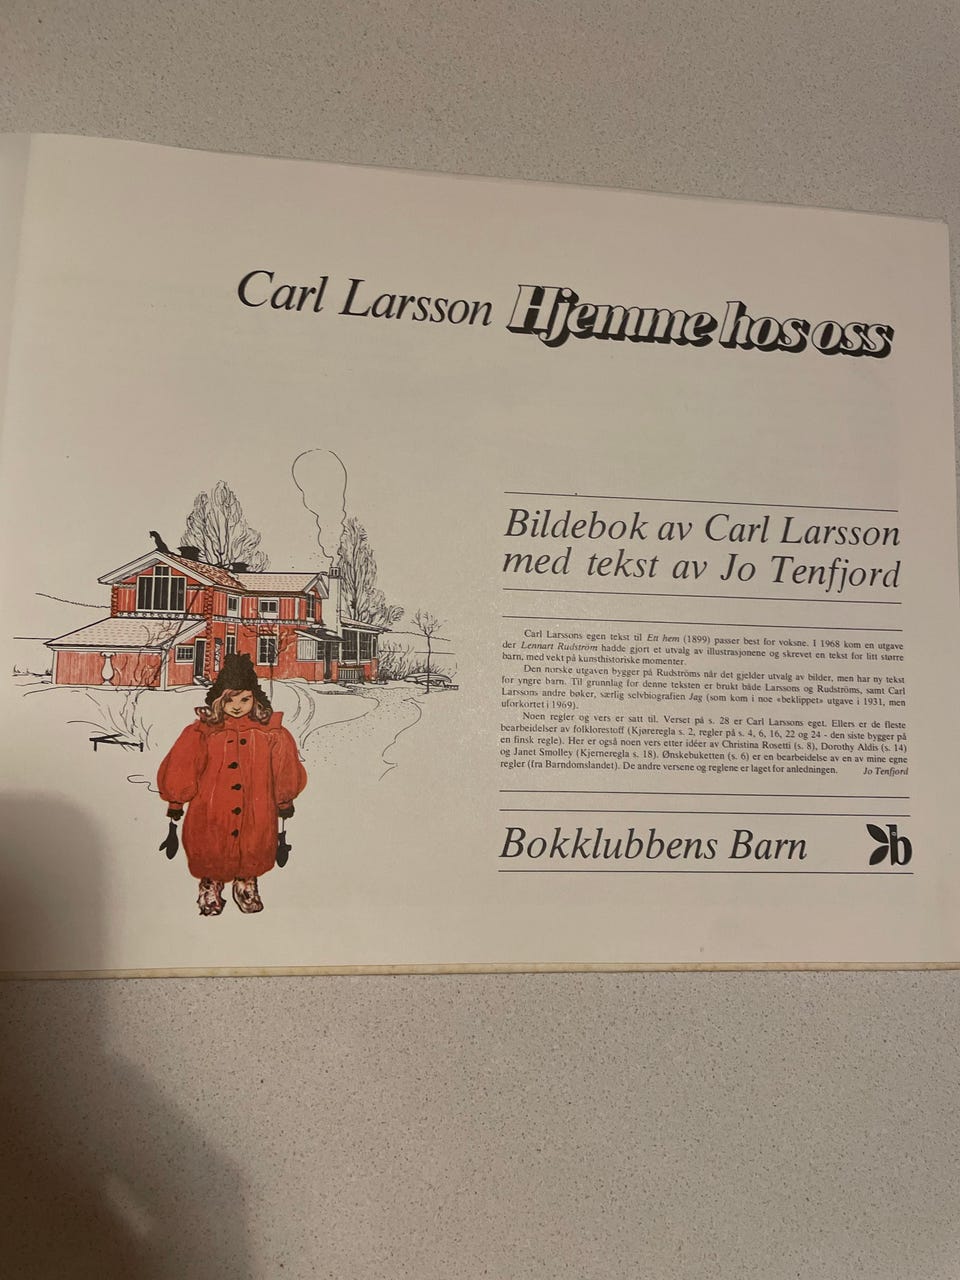 Carl Larsson Hjemme hos oss
Bildebok av Carl Larsson
med tekst av Jo Tenfjord
Carl Larssons egen tekst til Ett hem (1899) passer best for voksne. I 1968 kom en utgave
der Lennart Rudström hadde gjort et utvalg av illustrasjonene og skrevet en tekst for litt større
barn, med vekt på kunsthistoriske momenter.
Den norske utgaven bygger på Rudströms når det gjelder utvalg av bilder, men har ny tekst
for yngre barn. Til grunnlag for denne teksten er brukt både Larssons og Rudströms, samt Carl
Larssons andre bøker, særlig selvbiografien Jag (som kom i noe «beklippet» utgave i 1931, men
uforkortet i 1969).
Noen regler og vers er satt til. Verset på s. 28 er Carl Larssons eget. Ellers er de fleste
bearbeidelser av folklorestoff (Kjøreregla s. 2, regler på s. 4, 6, 16, 22 og 24 - den siste bygger på
en finsk regle). Her er også noen vers etter idéer av Christina Rosetti (s. 8), Dorothy Aldis (s. 14)
og Janet Smolley (Kjerneregla s. 18). Ønskebuketten (s. 6) er en bearbeidelse av en av mine egne
regler (fra Barndomslandet). De andre versene og reglene er laget for anledningen. Jo Tenfjord
Bokklubbens Barn b